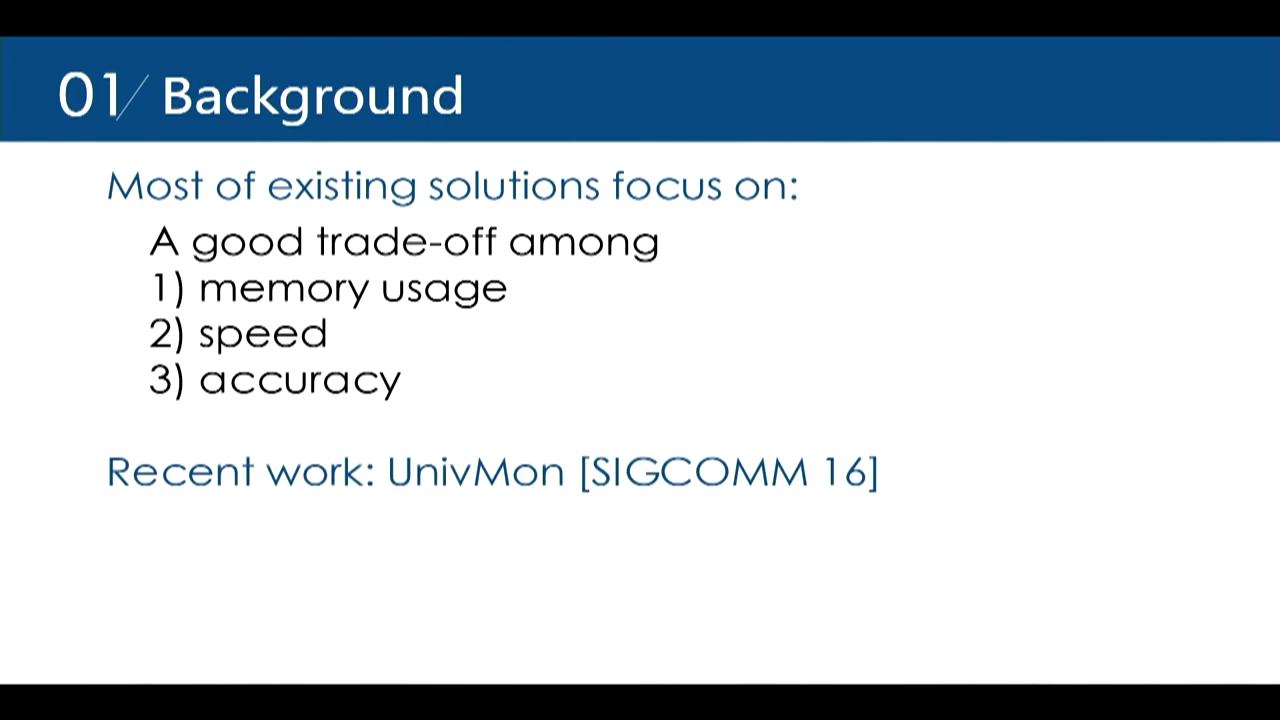 01/ Background
Most of existing solutions focus on:
A good trade-off among
1) memory usage
2) speed
3) accuracy
Recent work: UnivMon [SIGCOMM 16]